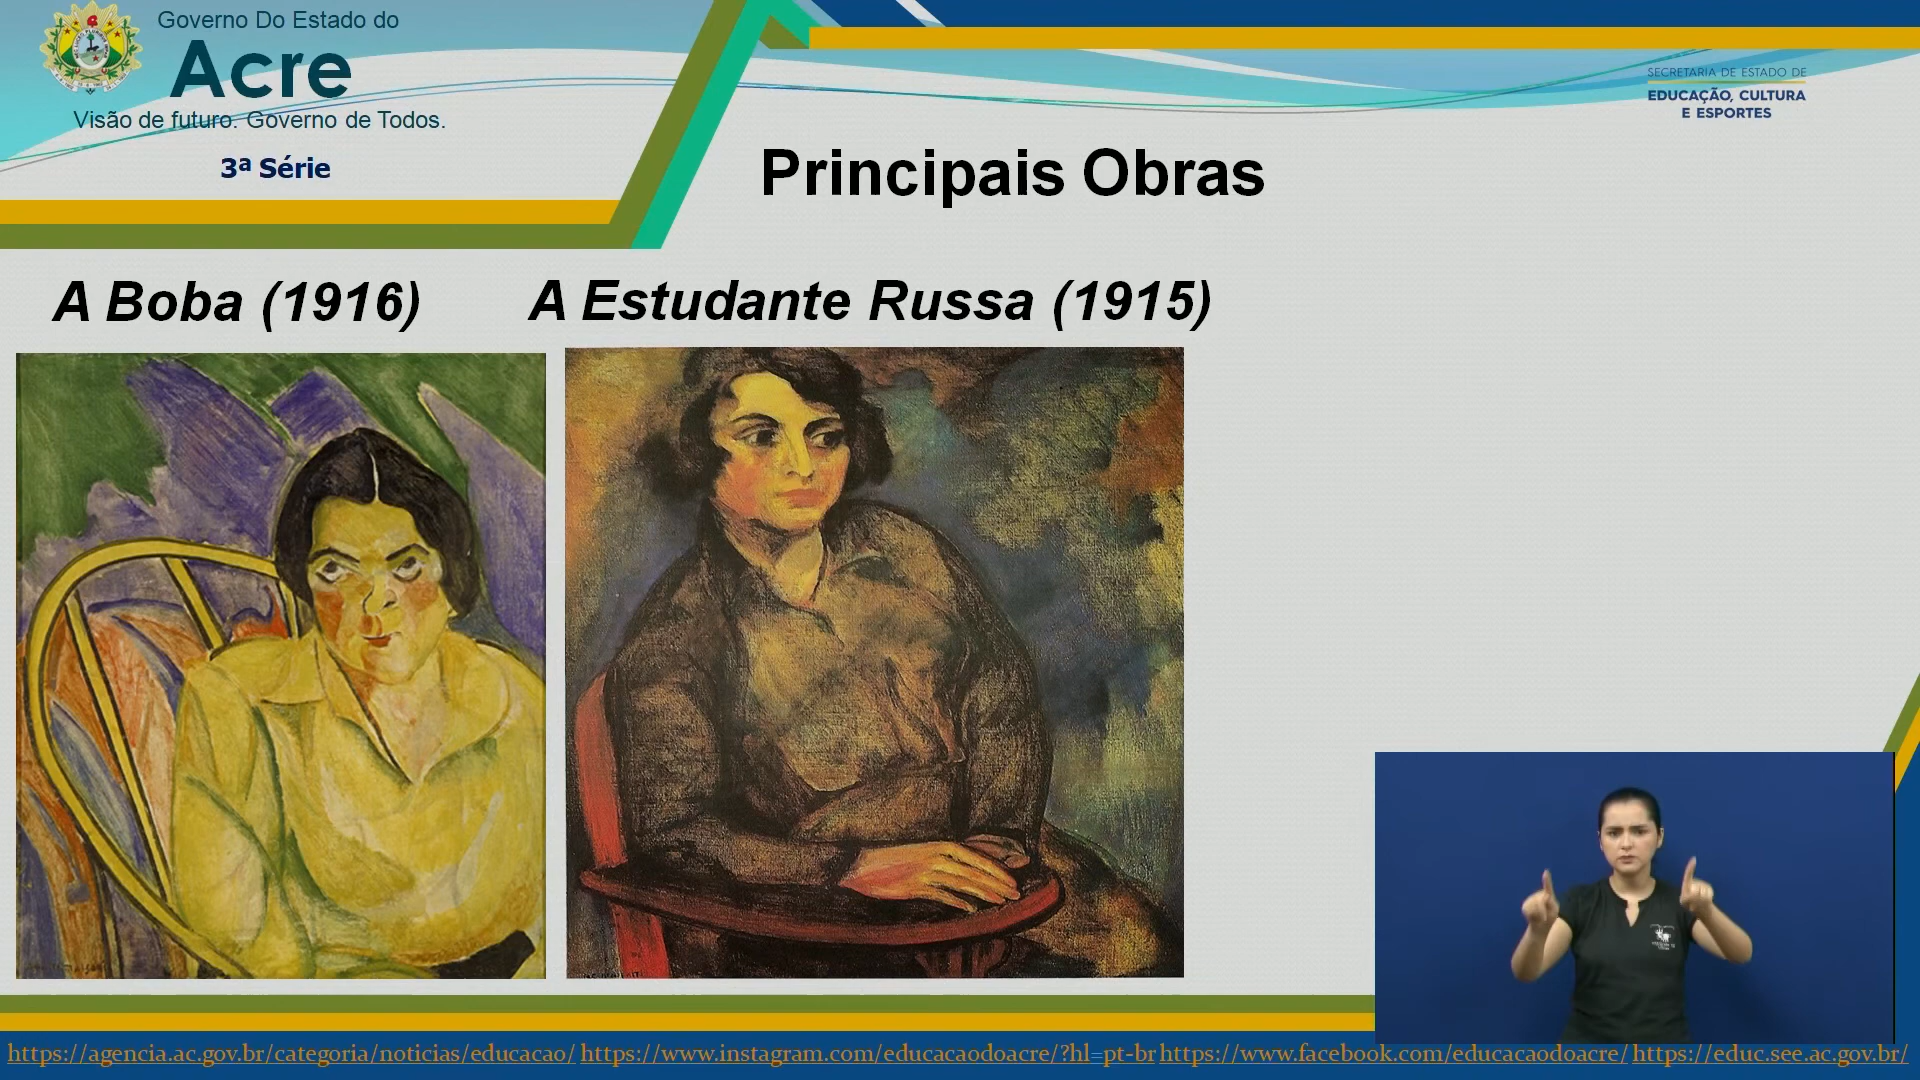 Governo Do Estado do
Acre
Visão de futuro. Governo de Todos.
3ª Série
SECRETARIA DE ESTADO DE
EDUCAÇÃO, CULTURA
E ESPORTES
Principais Obras
A Boba (1916)
A Estudante Russa (1915)
https://agencia.ac.gov.br/categoria/noticias/educacao/ https://www.instagram.com/educacaodoacre/?hl=pt-br https://www.facebook.com/educacaodoacre/ https://educ.see.ac.gov.br/